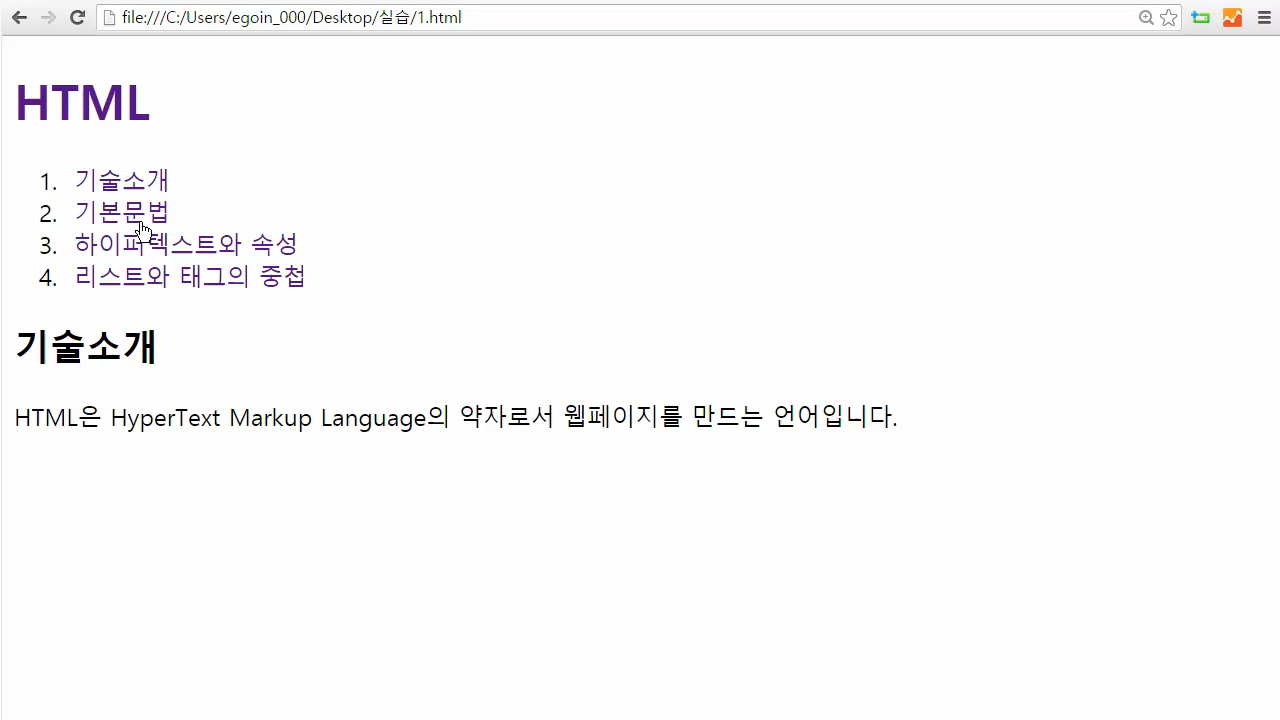 file:///C:/Users/egoin_000/Desktop/실습/1.html
HTML
1. 기술소개
2. 기본문법
3. 하이퍼텍스트와 속성
4. 리스트와 태그의 중첩
기술소개
HTML은 HyperText Markup Language의 약자로서 웹페이지를 만드는 언어입니다.